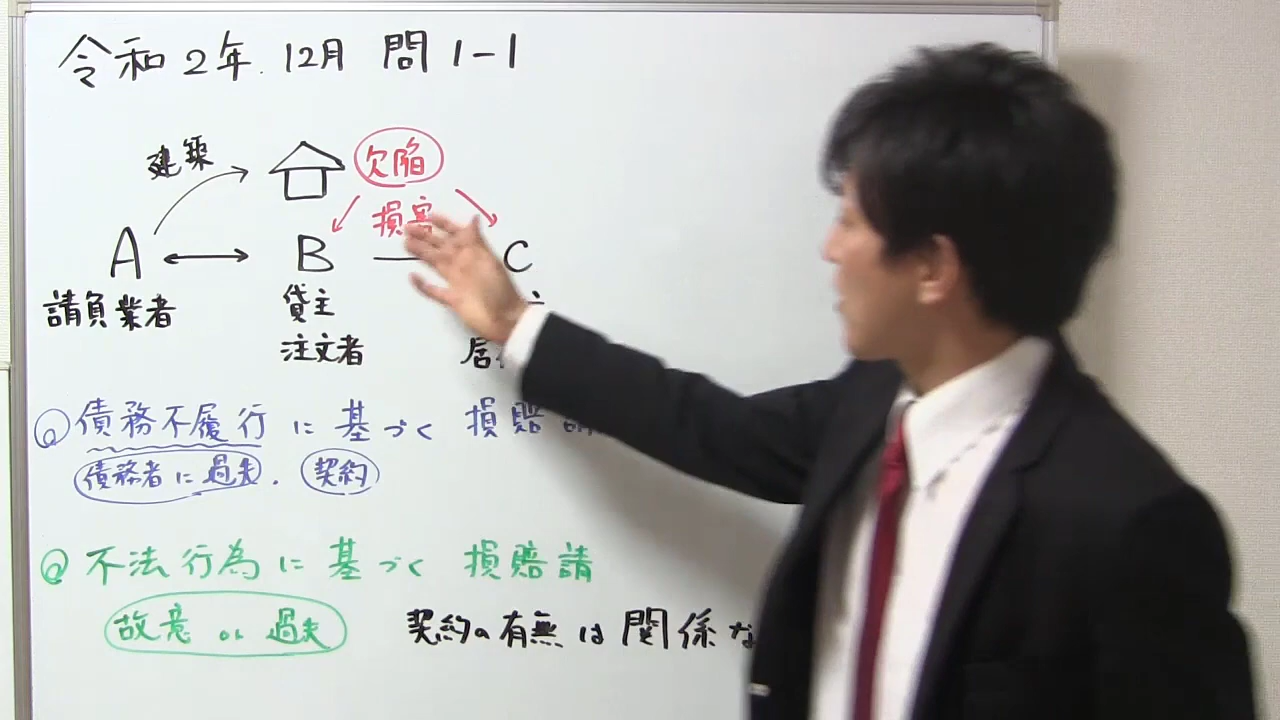 令和2年.12月 問1-1
建築
欠陥
損害
A B C
請負業者 貸主
注文者 居
@債務不履行に基づく 損賠請
債務者に過失. 契約
@不法行為に基づく 損賠請
故意 or 過失 契約の有無は関係な